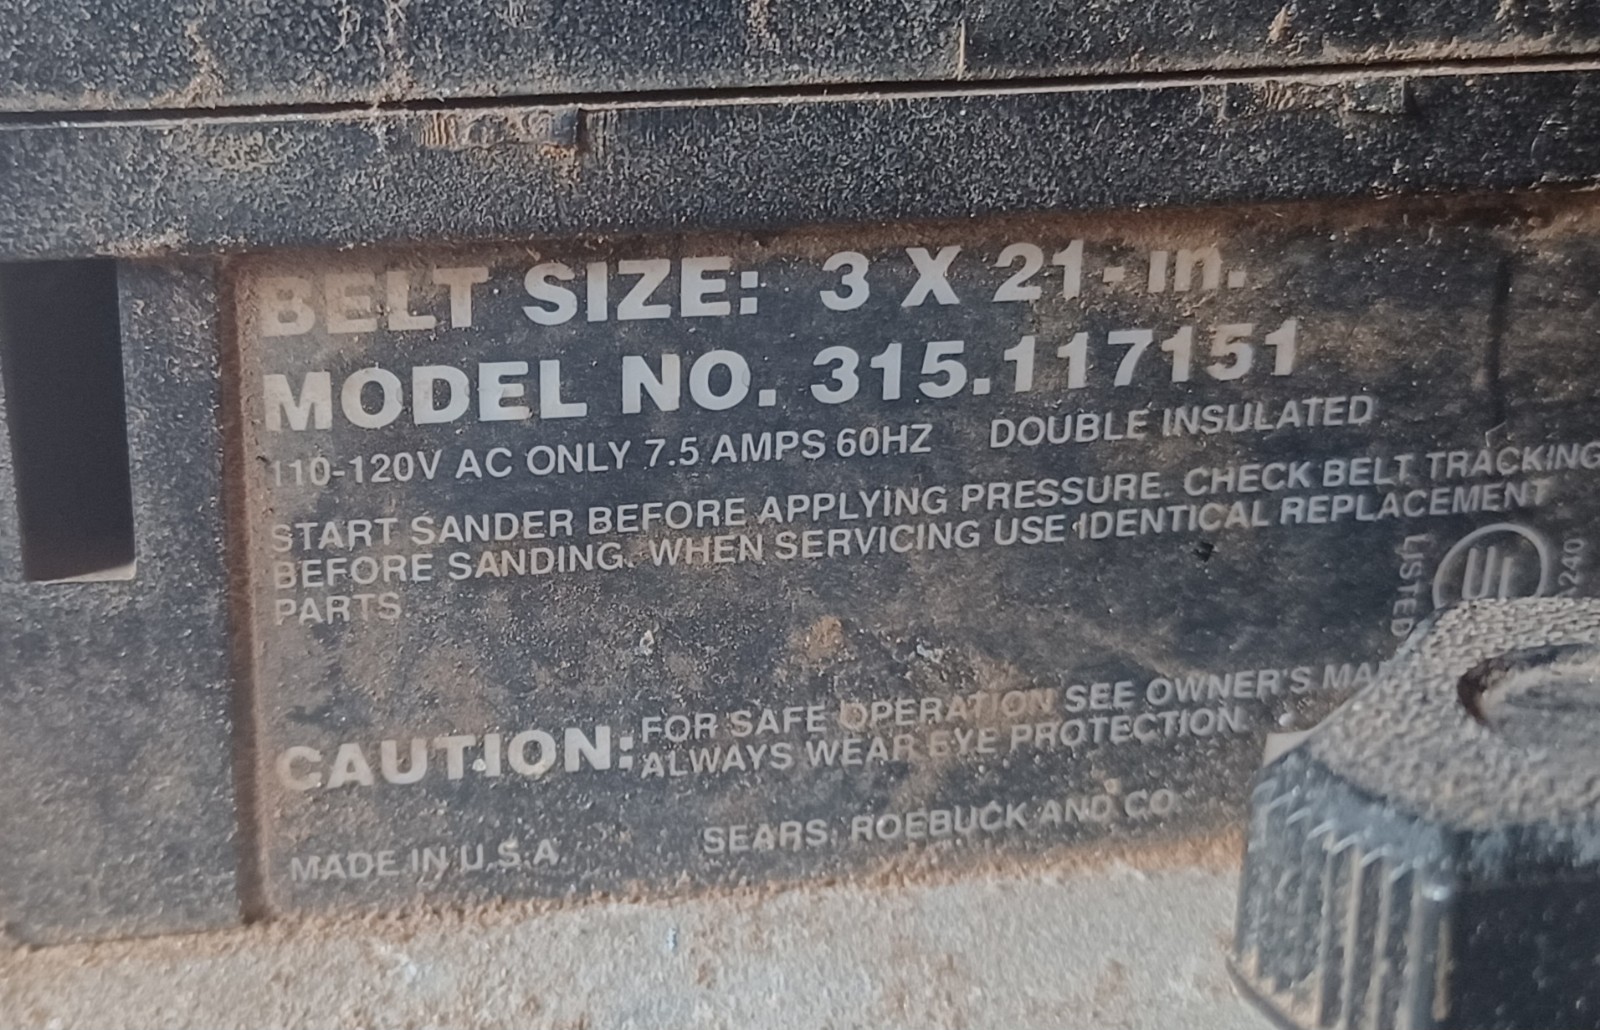 BELT SIZE: 3 X 21-in.
MODEL NO. 315.117151
110-120V AC ONLY 7.5 AMPS 60HZ DOUBLE INSULATED
START SANDER BEFORE APPLYING PRESSURE. CHECK BELT TRACKING
BEFORE SANDING. WHEN SERVICING USE IDENTICAL REPLACEMENT
PARTS
LISTED UL
CAUTION: FOR SAFE OPERATION SEE OWNER'S
ALWAYS WEAR EYE PROTECTION.
MADE IN U.S.A. SEARS, ROEBUCK AND CO.